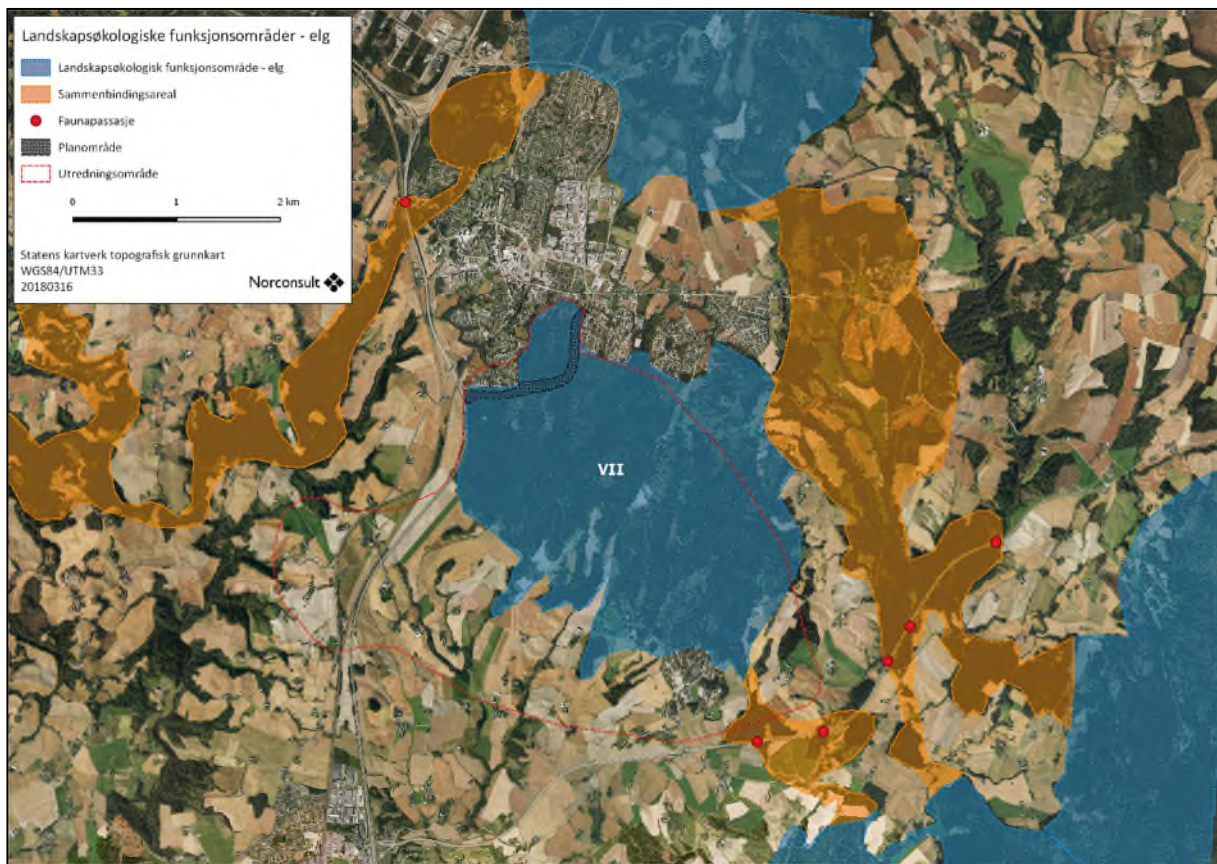 Landskapsøkologiske funksjonsområder - elg
Landskapsøkologisk funksjonsområde - elg
Sammenbindingsareal
Faunapassasje
Planområde
Utredningsområde
0 1 2 km
Statens kartverk topografisk grunnkart
WGS84/UTM33
20180316
Norconsult
VII